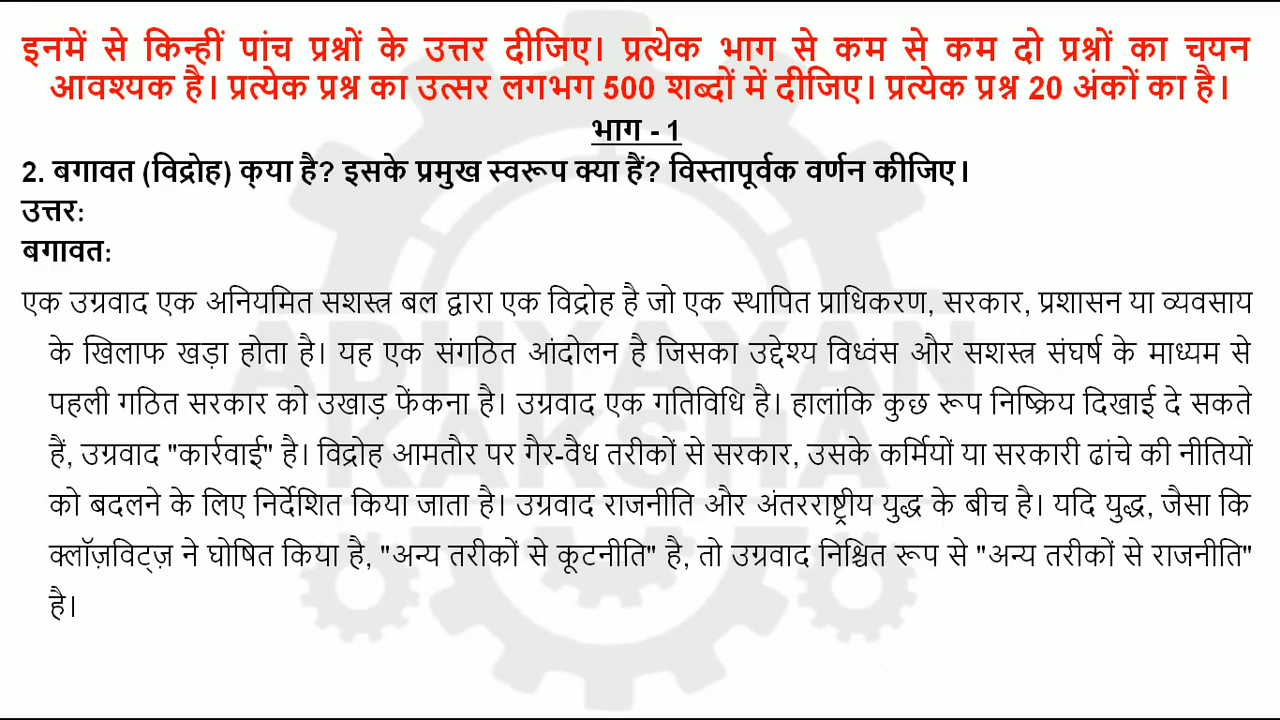 इनमें से किन्हीं पांच प्रश्नों के उत्तर दीजिए। प्रत्येक भाग से कम से कम दो प्रश्नों का चयन
आवश्यक है। प्रत्येक प्रश्न का उत्सर लगभग 500 शब्दों में दीजिए। प्रत्येक प्रश्न 20 अंकों का है।
भाग - 1
2. बगावत (विद्रोह) क्या है? इसके प्रमुख स्वरूप क्या हैं? विस्तापूर्वक वर्णन कीजिए।
उत्तर:
बगावत:
एक उग्रवाद एक अनियमित सशस्त्र बल द्वारा एक विद्रोह है जो एक स्थापित प्राधिकरण, सरकार, प्रशासन या व्यवसाय
के खिलाफ खड़ा होता है। यह एक संगठित आंदोलन है जिसका उद्देश्य विध्वंस और सशस्त्र संघर्ष के माध्यम से
पहली गठित सरकार को उखाड़ फेंकना है। उग्रवाद एक गतिविधि है। हालांकि कुछ रूप निष्क्रिय दिखाई दे सकते
हैं, उग्रवाद "कार्रवाई" है। विद्रोह आमतौर पर गैर-वैध तरीकों से सरकार, उसके कर्मियों या सरकारी ढांचे की नीतियों
को बदलने के लिए निर्देशित किया जाता है। उग्रवाद राजनीति और अंतरराष्ट्रीय युद्ध के बीच है। यदि युद्ध, जैसा कि
क्लॉज़विट्ज़ ने घोषित किया है, "अन्य तरीकों से कूटनीति" है, तो उग्रवाद निश्चित रूप से "अन्य तरीकों से राजनीति"
है।
ADHYAYAN
KAKSHA